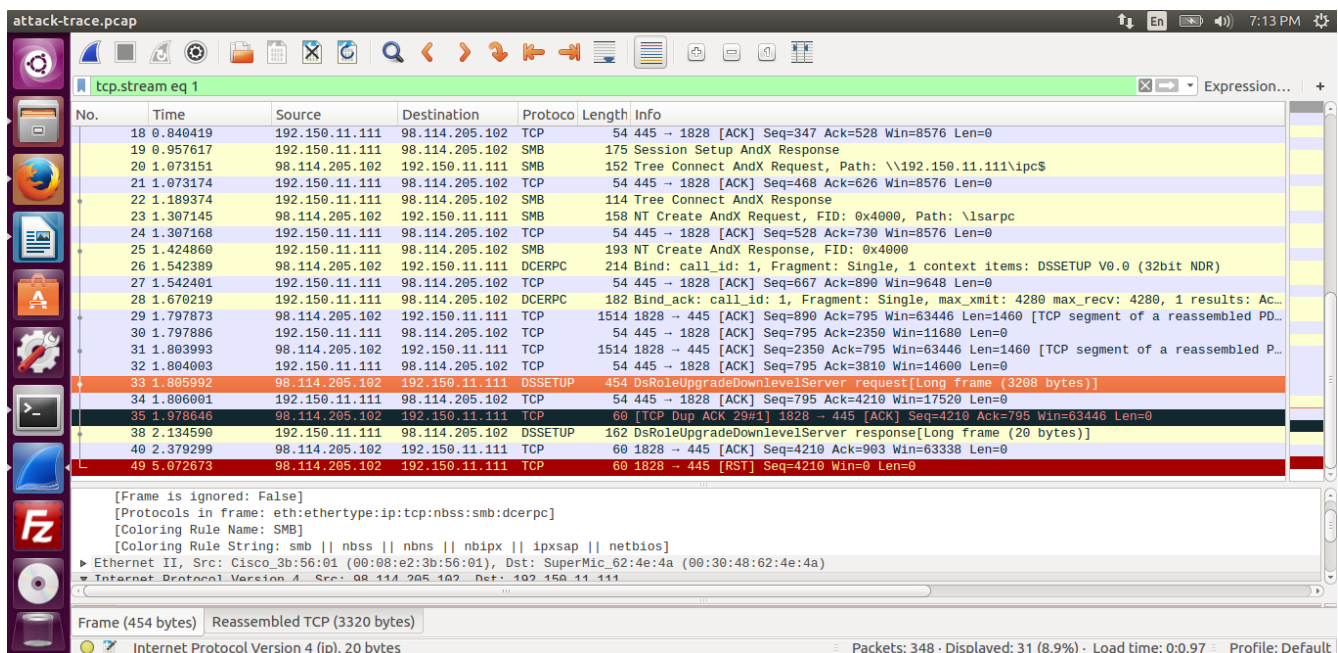 attack-trace.pcap En 7:13 PM
tcp.stream eq 1 Expression... +
No. Time Source Destination Protoco Length Info
18 0.840419 192.150.11.111 98.114.205.102 TCP 54 445 → 1828 [ACK] Seq=347 Ack=528 Win=8576 Len=0
19 0.957617 192.150.11.111 98.114.205.102 SMB 175 Session Setup AndX Response
20 1.073151 98.114.205.102 192.150.11.111 SMB 152 Tree Connect AndX Request, Path: \\192.150.11.111\ipc$
21 1.073174 192.150.11.111 98.114.205.102 TCP 54 445 → 1828 [ACK] Seq=468 Ack=626 Win=8576 Len=0
22 1.189374 192.150.11.111 98.114.205.102 SMB 114 Tree Connect AndX Response
23 1.307145 98.114.205.102 192.150.11.111 SMB 158 NT Create AndX Request, FID: 0x4000, Path: \lsarpc
24 1.307168 192.150.11.111 98.114.205.102 TCP 54 445 → 1828 [ACK] Seq=528 Ack=730 Win=8576 Len=0
25 1.424860 192.150.11.111 98.114.205.102 SMB 193 NT Create AndX Response, FID: 0x4000
26 1.542389 98.114.205.102 192.150.11.111 DCERPC 214 Bind: call_id: 1, Fragment: Single, 1 context items: DSSETUP V0.0 (32bit NDR)
27 1.542401 192.150.11.111 98.114.205.102 TCP 54 445 → 1828 [ACK] Seq=667 Ack=890 Win=9648 Len=0
28 1.670219 192.150.11.111 98.114.205.102 DCERPC 182 Bind_ack: call_id: 1, Fragment: Single, max_xmit: 4280 max_recv: 4280, 1 results: Ac...
29 1.797873 98.114.205.102 192.150.11.111 TCP 1514 1828 → 445 [ACK] Seq=890 Ack=795 Win=63446 Len=1460 [TCP segment of a reassembled PD...
30 1.797886 192.150.11.111 98.114.205.102 TCP 54 445 → 1828 [ACK] Seq=795 Ack=2350 Win=11680 Len=0
31 1.803993 98.114.205.102 192.150.11.111 TCP 1514 1828 → 445 [ACK] Seq=2350 Ack=795 Win=63446 Len=1460 [TCP segment of a reassembled P...
32 1.804003 192.150.11.111 98.114.205.102 TCP 54 445 → 1828 [ACK] Seq=795 Ack=3810 Win=14600 Len=0
33 1.805992 98.114.205.102 192.150.11.111 DSSETUP 454 DsRoleUpgradeDownlevelServer request[Long frame (3208 bytes)]
34 1.806001 192.150.11.111 98.114.205.102 TCP 54 445 → 1828 [ACK] Seq=795 Ack=4210 Win=17520 Len=0
35 1.978646 98.114.205.102 192.150.11.111 TCP 60 [TCP Dup ACK 29#1] 1828 → 445 [ACK] Seq=4210 Ack=795 Win=63446 Len=0
38 2.134590 192.150.11.111 98.114.205.102 DSSETUP 162 DsRoleUpgradeDownlevelServer response[Long frame (20 bytes)]
40 2.379299 98.114.205.102 192.150.11.111 TCP 60 1828 → 445 [ACK] Seq=4210 Ack=903 Win=63338 Len=0
49 5.072673 98.114.205.102 192.150.11.111 TCP 60 1828 → 445 [RST] Seq=4210 Win=0 Len=0
[Frame is ignored: False]
[Protocols in frame: eth:ethertype:ip:tcp:nbss:smb:dcerpc]
[Coloring Rule Name: SMB]
[Coloring Rule String: smb || nbss || nbns || nbipx || ipxsap || netbios]
Ethernet II, Src: Cisco_3b:56:01 (00:08:e2:3b:56:01), Dst: SuperMic_62:4e:4a (00:30:48:62:4e:4a)
Internet Protocol Version 4, Src: 98.114.205.102, Dst: 192.150.11.111
Frame (454 bytes) Reassembled TCP (3320 bytes)
Internet Protocol Version 4 (ip), 20 bytes Packets: 348 · Displayed: 31 (8.9%) · Load time: 0:0.97 Profile: Default